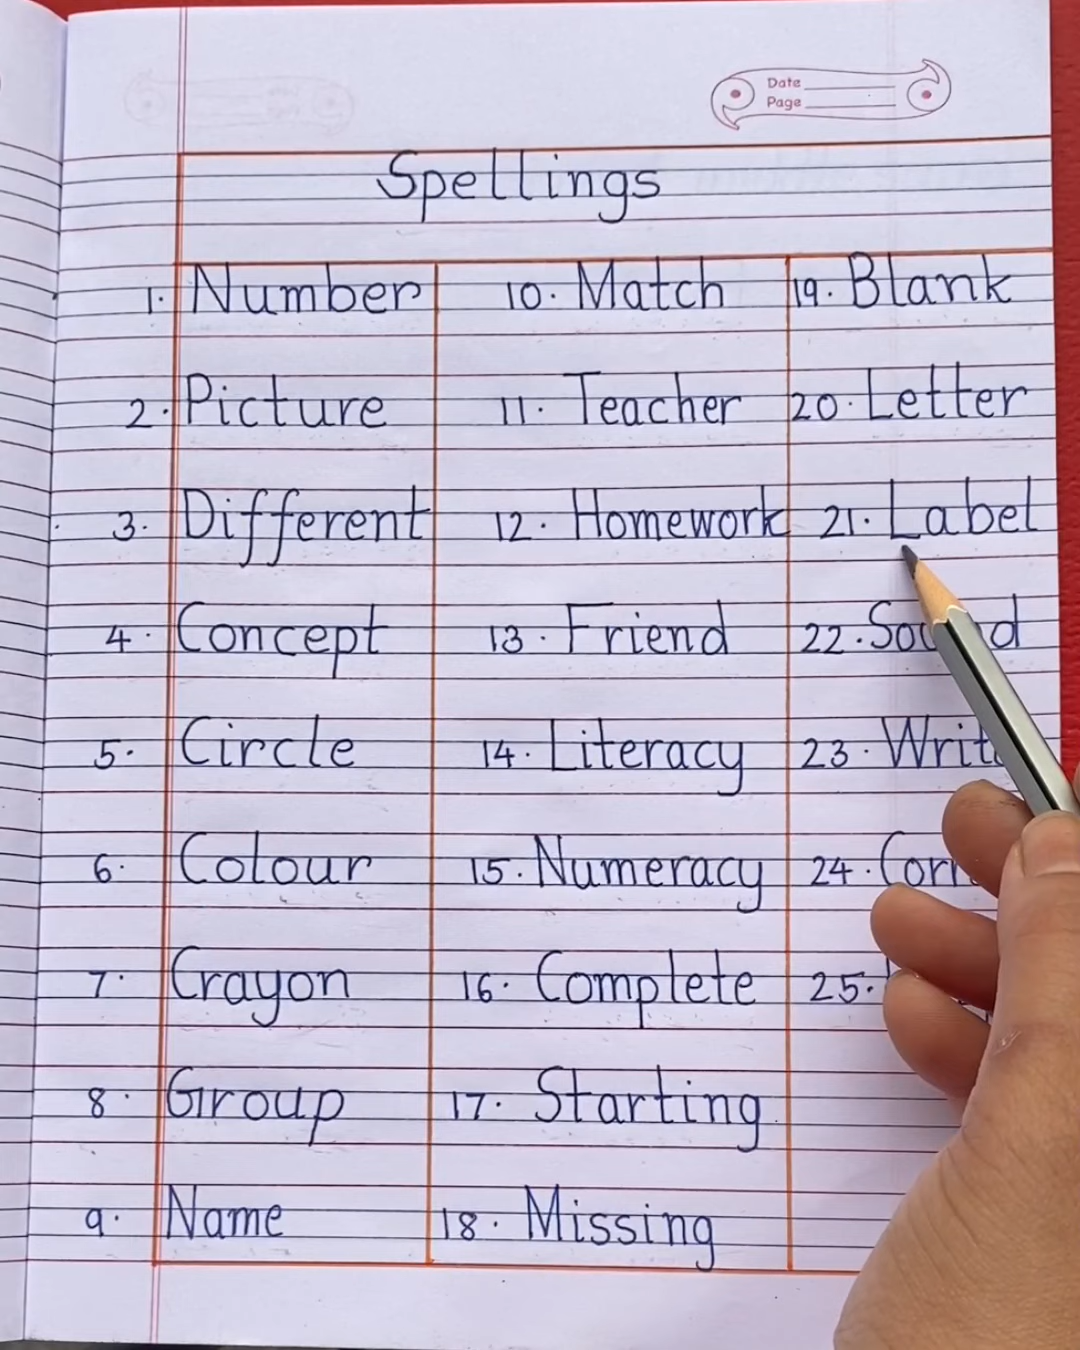 Date
Page
Spellings
1. Number
10. Match
19. Blank
2. Picture
11. Teacher
20. Letter
3. Different
12. Homework
21. Label
4. Concept
13. Friend
22.
5. Circle
14. Literacy
23.
6. Colour
15. Numeracy
24.
7. Crayon
16. Complete
25.
8. Group
17. Starting
9. Name
18. Missing